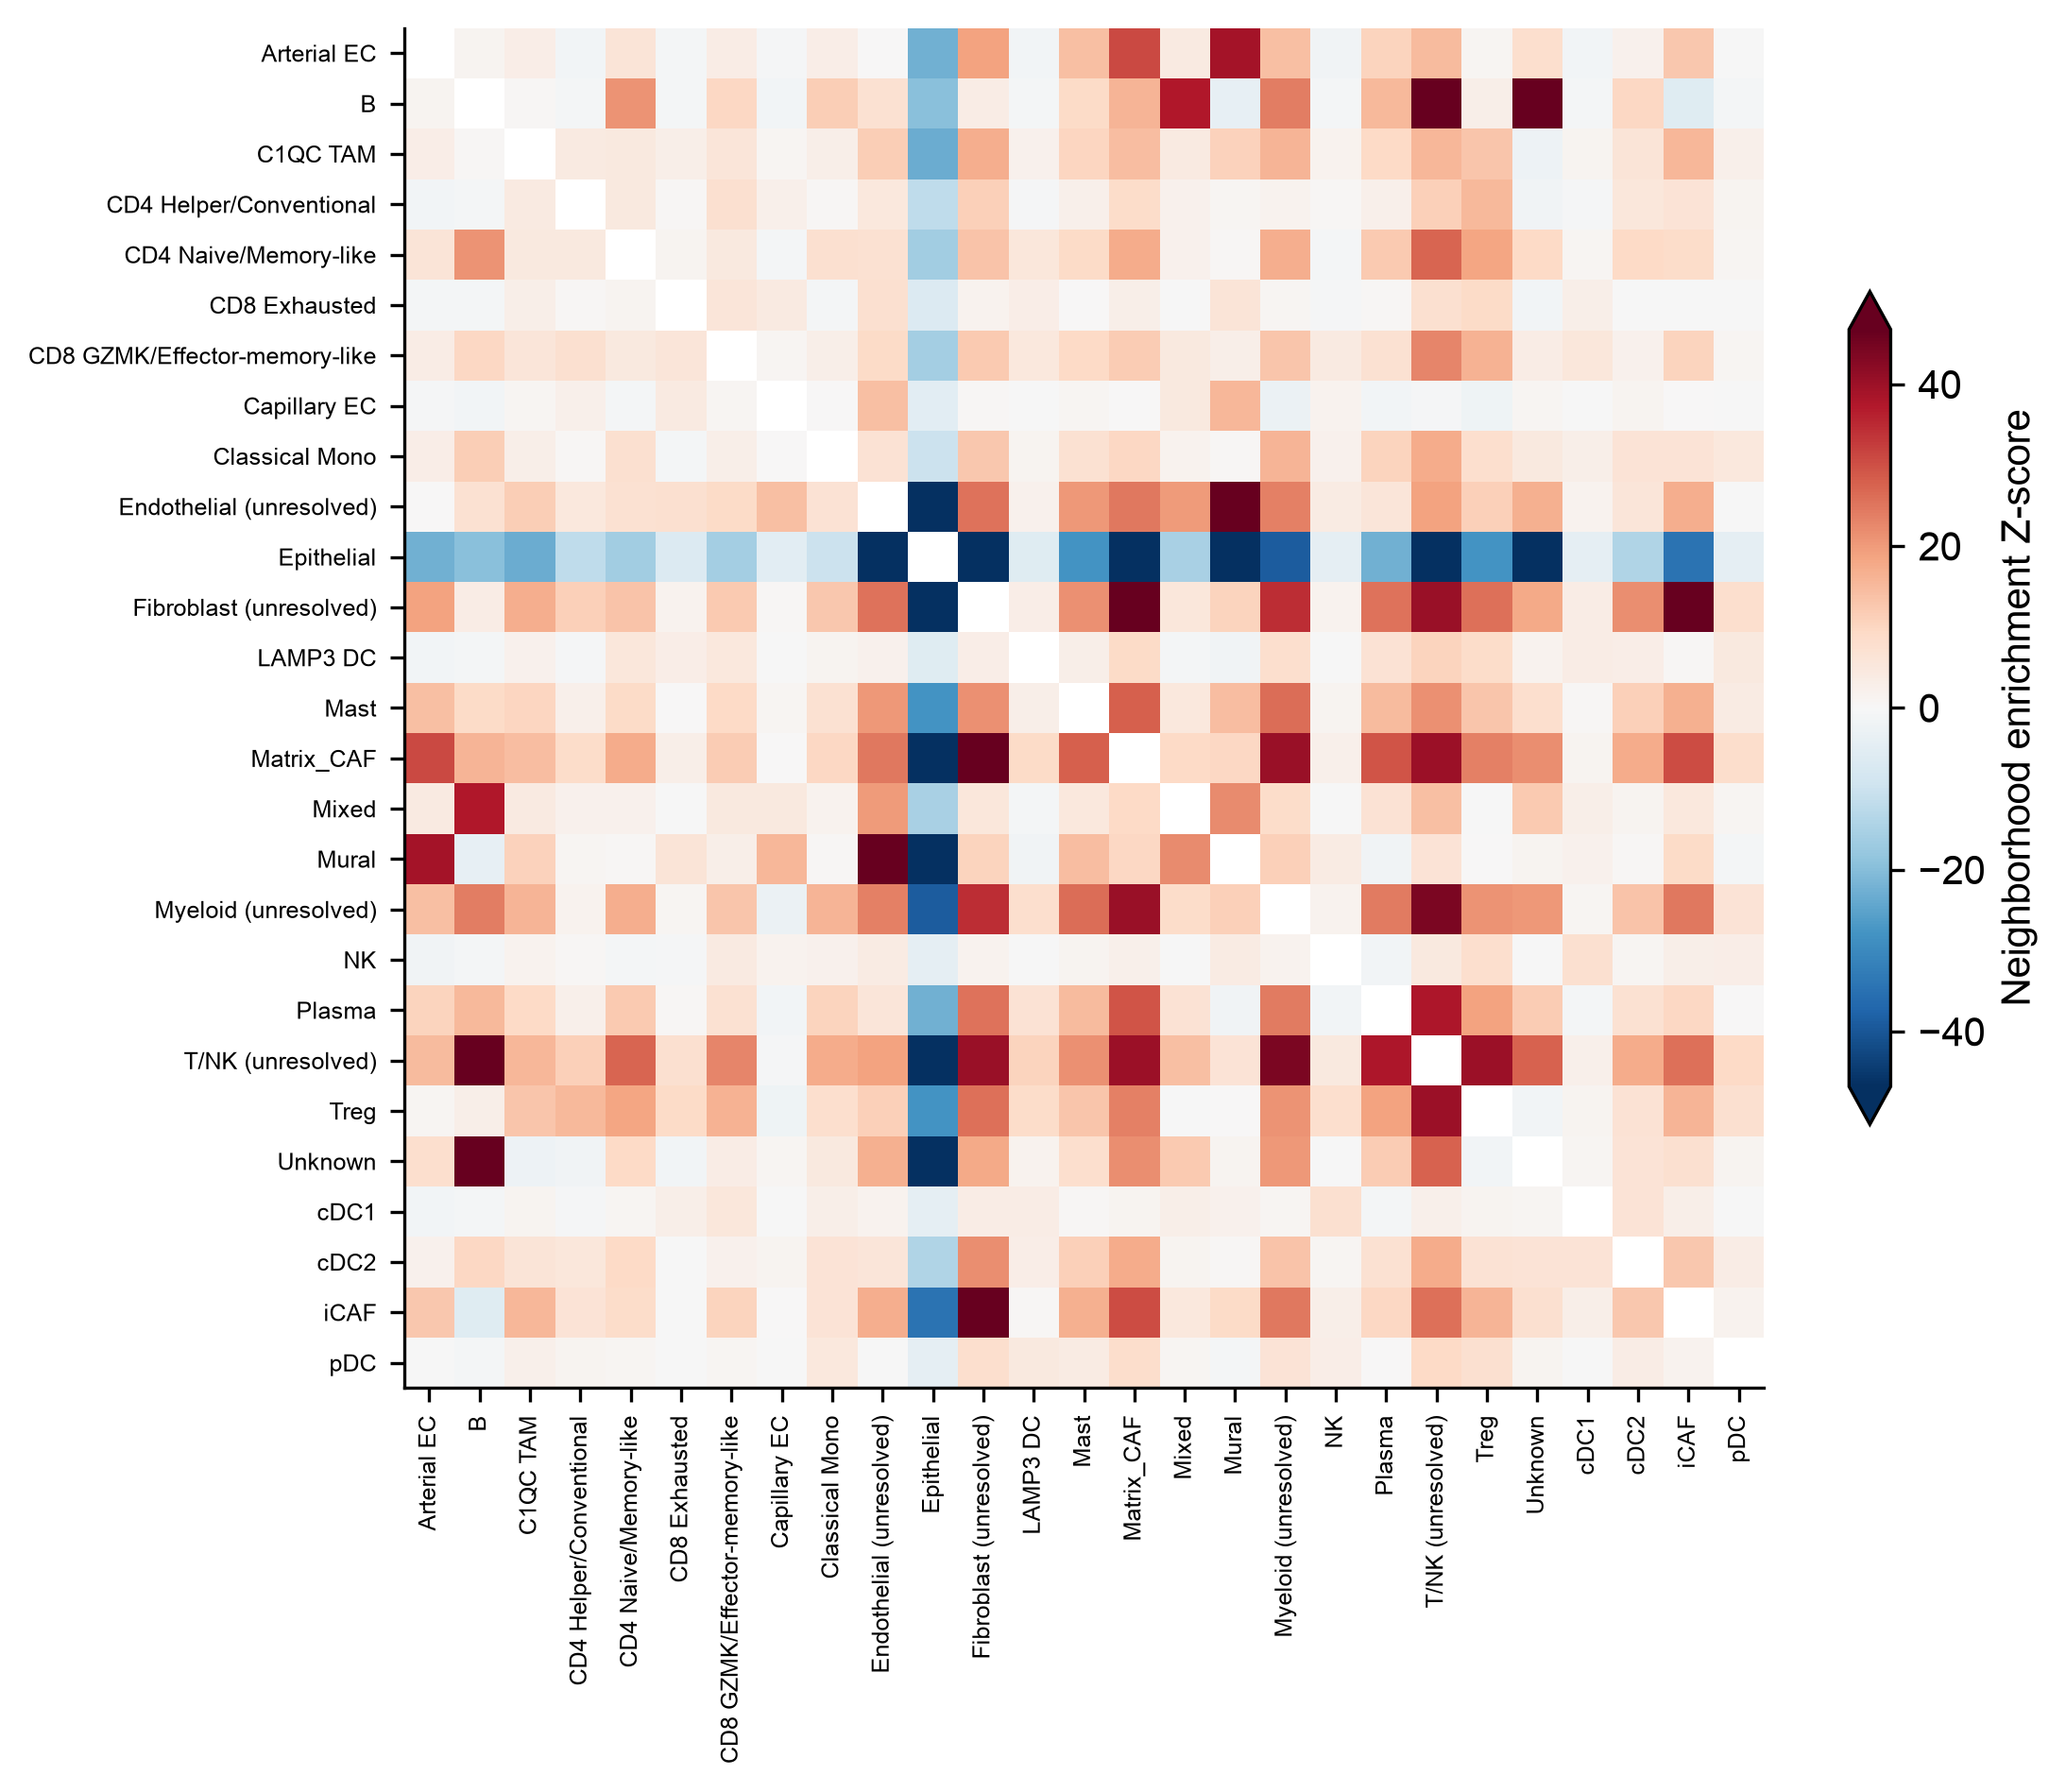 Arterial EC
B
C1QC TAM
CD4 Helper/Conventional
CD4 Naive/Memory-like
CD8 Exhausted
CD8 GZMK/Effector-memory-like
Capillary EC
Classical Mono
Endothelial (unresolved)
Epithelial
Fibroblast (unresolved)
LAMP3 DC
Mast
Matrix_CAF
Mixed
Mural
Myeloid (unresolved)
NK
Plasma
T/NK (unresolved)
Treg
Unknown
cDC1
cDC2
iCAF
pDC
Arterial EC
B
C1QC TAM
CD4 Helper/Conventional
CD4 Naive/Memory-like
CD8 Exhausted
CD8 GZMK/Effector-memory-like
Capillary EC
Classical Mono
Endothelial (unresolved)
Epithelial
Fibroblast (unresolved)
LAMP3 DC
Mast
Matrix_CAF
Mixed
Mural
Myeloid (unresolved)
NK
Plasma
T/NK (unresolved)
Treg
Unknown
cDC1
cDC2
iCAF
pDC
40
20
0
−20
−40
Neighborhood enrichment Z-score